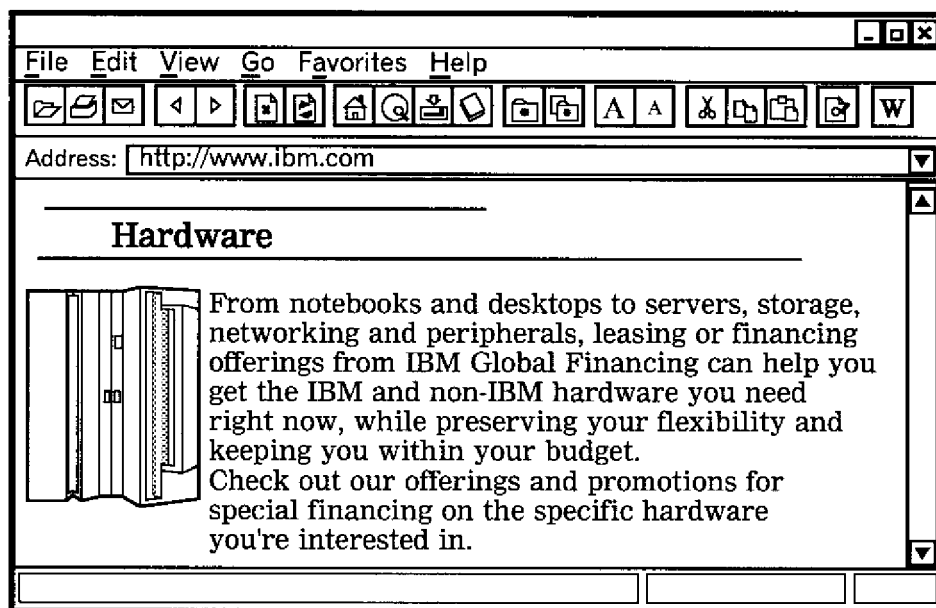 File Edit View Go Favorites Help
A A W
Address: http://www.ibm.com
Hardware
From notebooks and desktops to servers, storage,
networking and peripherals, leasing or financing
offerings from IBM Global Financing can help you
get the IBM and non-IBM hardware you need
right now, while preserving your flexibility and
keeping you within your budget.
Check out our offerings and promotions for
special financing on the specific hardware
you're interested in.